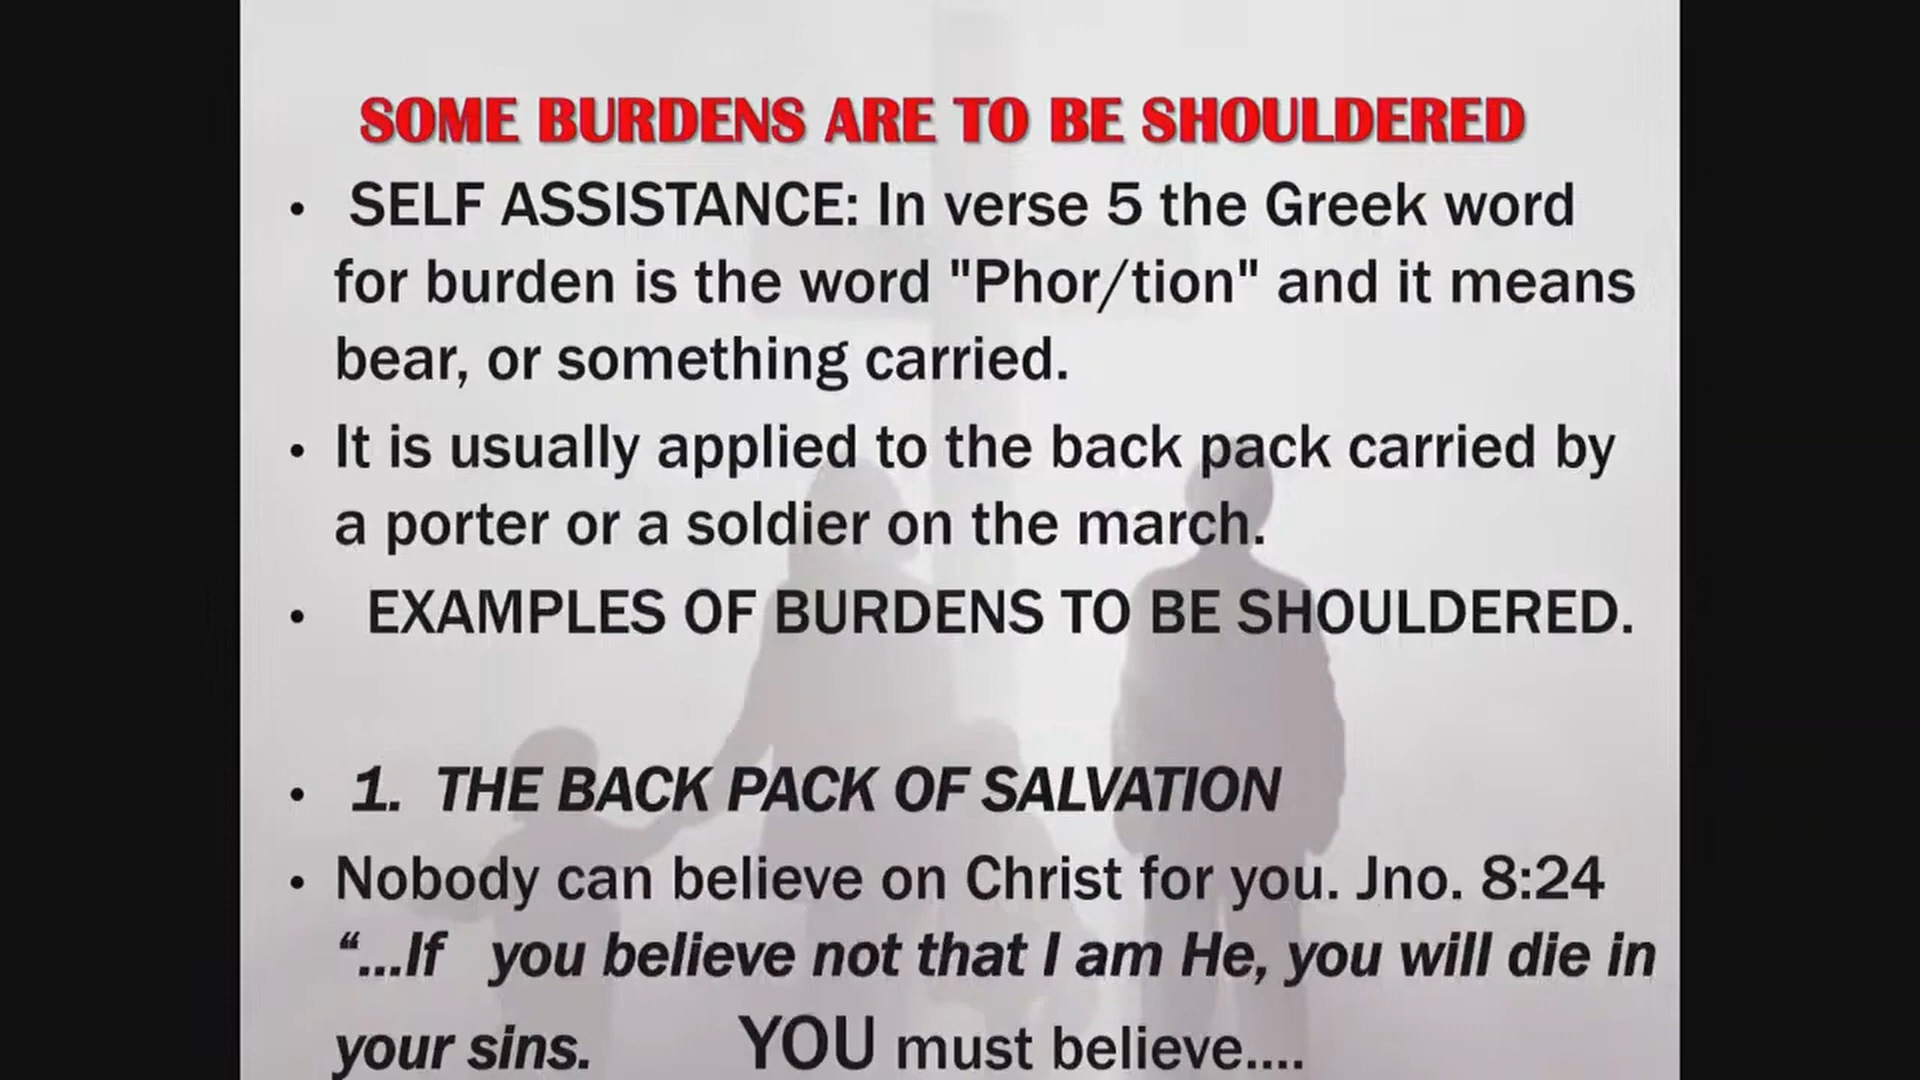 SOME BURDENS ARE TO BE SHOULDERED
• SELF ASSISTANCE: In verse 5 the Greek word
for burden is the word "Phor/tion" and it means
bear, or something carried.
• It is usually applied to the back pack carried by
a porter or a soldier on the march.
• EXAMPLES OF BURDENS TO BE SHOULDERED.
• 1. THE BACK PACK OF SALVATION
• Nobody can believe on Christ for you. Jno. 8:24
“...If you believe not that I am He, you will die in
your sins. YOU must believe....